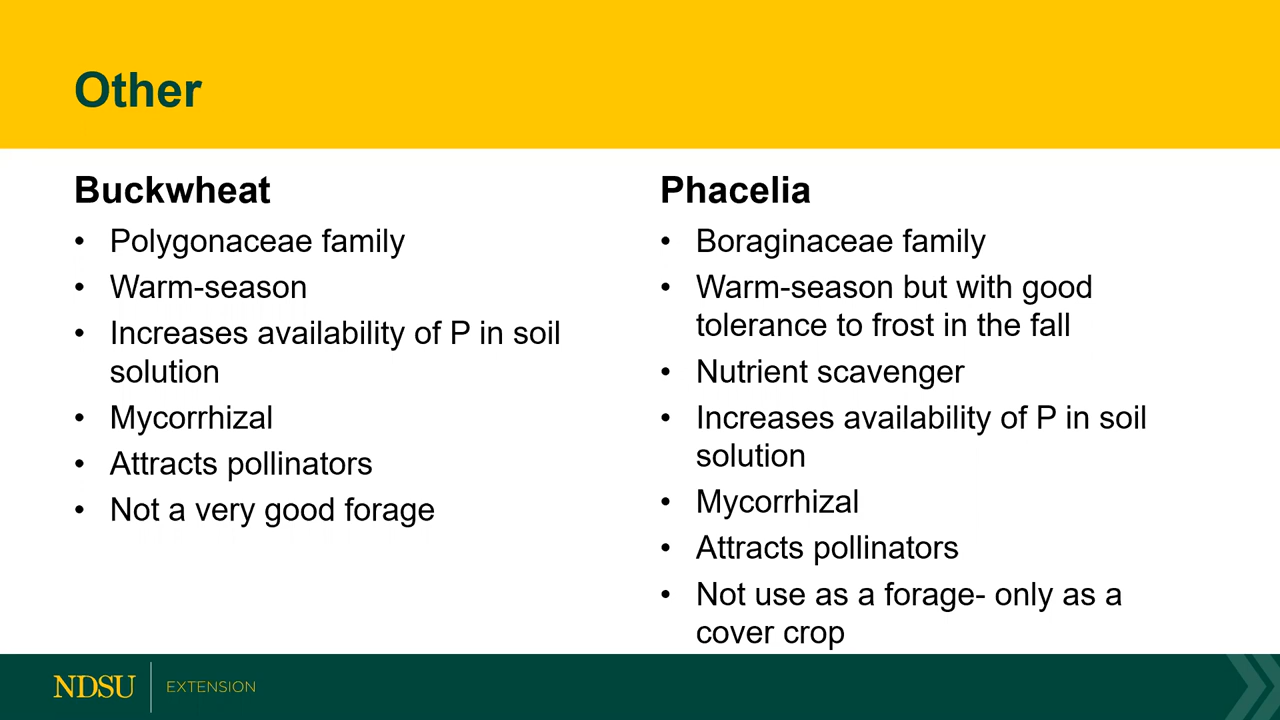 Other
Buckwheat
• Polygonaceae family
• Warm-season
• Increases availability of P in soil
solution
• Mycorrhizal
• Attracts pollinators
• Not a very good forage
Phacelia
• Boraginaceae family
• Warm-season but with good
tolerance to frost in the fall
• Nutrient scavenger
• Increases availability of P in soil
solution
• Mycorrhizal
• Attracts pollinators
• Not use as a forage- only as a
cover crop
NDSU EXTENSION